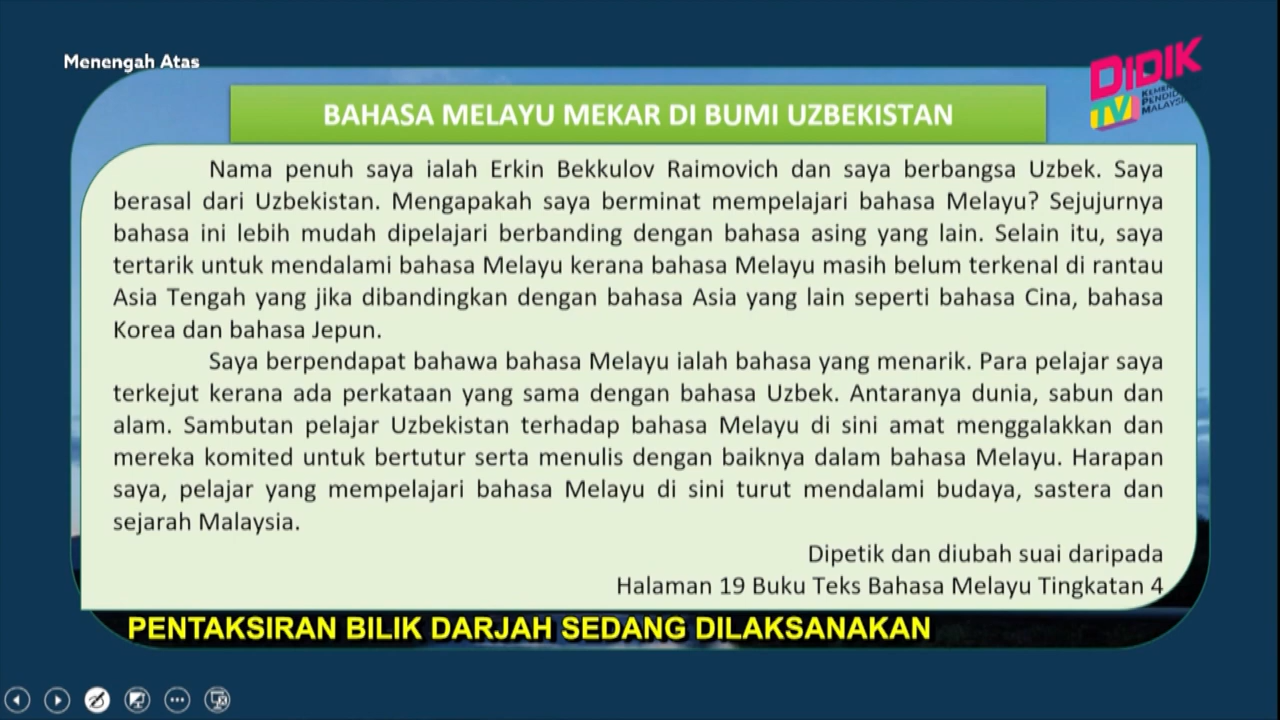 Menengah Atas
DIDIK
TV
BAHASA MELAYU MEKAR DI BUMI UZBEKISTAN
Nama penuh saya ialah Erkin Bekkulov Raimovich dan saya berbangsa Uzbek. Saya
berasal dari Uzbekistan. Mengapakah saya berminat mempelajari bahasa Melayu? Sejujurnya
bahasa ini lebih mudah dipelajari berbanding dengan bahasa asing yang lain. Selain itu, saya
tertarik untuk mendalami bahasa Melayu kerana bahasa Melayu masih belum terkenal di rantau
Asia Tengah yang jika dibandingkan dengan bahasa Asia yang lain seperti bahasa Cina, bahasa
Korea dan bahasa Jepun.
Saya berpendapat bahawa bahasa Melayu ialah bahasa yang menarik. Para pelajar saya
terkejut kerana ada perkataan yang sama dengan bahasa Uzbek. Antaranya dunia, sabun dan
alam. Sambutan pelajar Uzbekistan terhadap bahasa Melayu di sini amat menggalakkan dan
mereka komited untuk bertutur serta menulis dengan baiknya dalam bahasa Melayu. Harapan
saya, pelajar yang mempelajari bahasa Melayu di sini turut mendalami budaya, sastera dan
sejarah Malaysia.
Dipetik dan diubah suai daripada
Halaman 19 Buku Teks Bahasa Melayu Tingkatan 4
PENTAKSIRAN BILIK DARJAH SEDANG DILAKSANAKAN